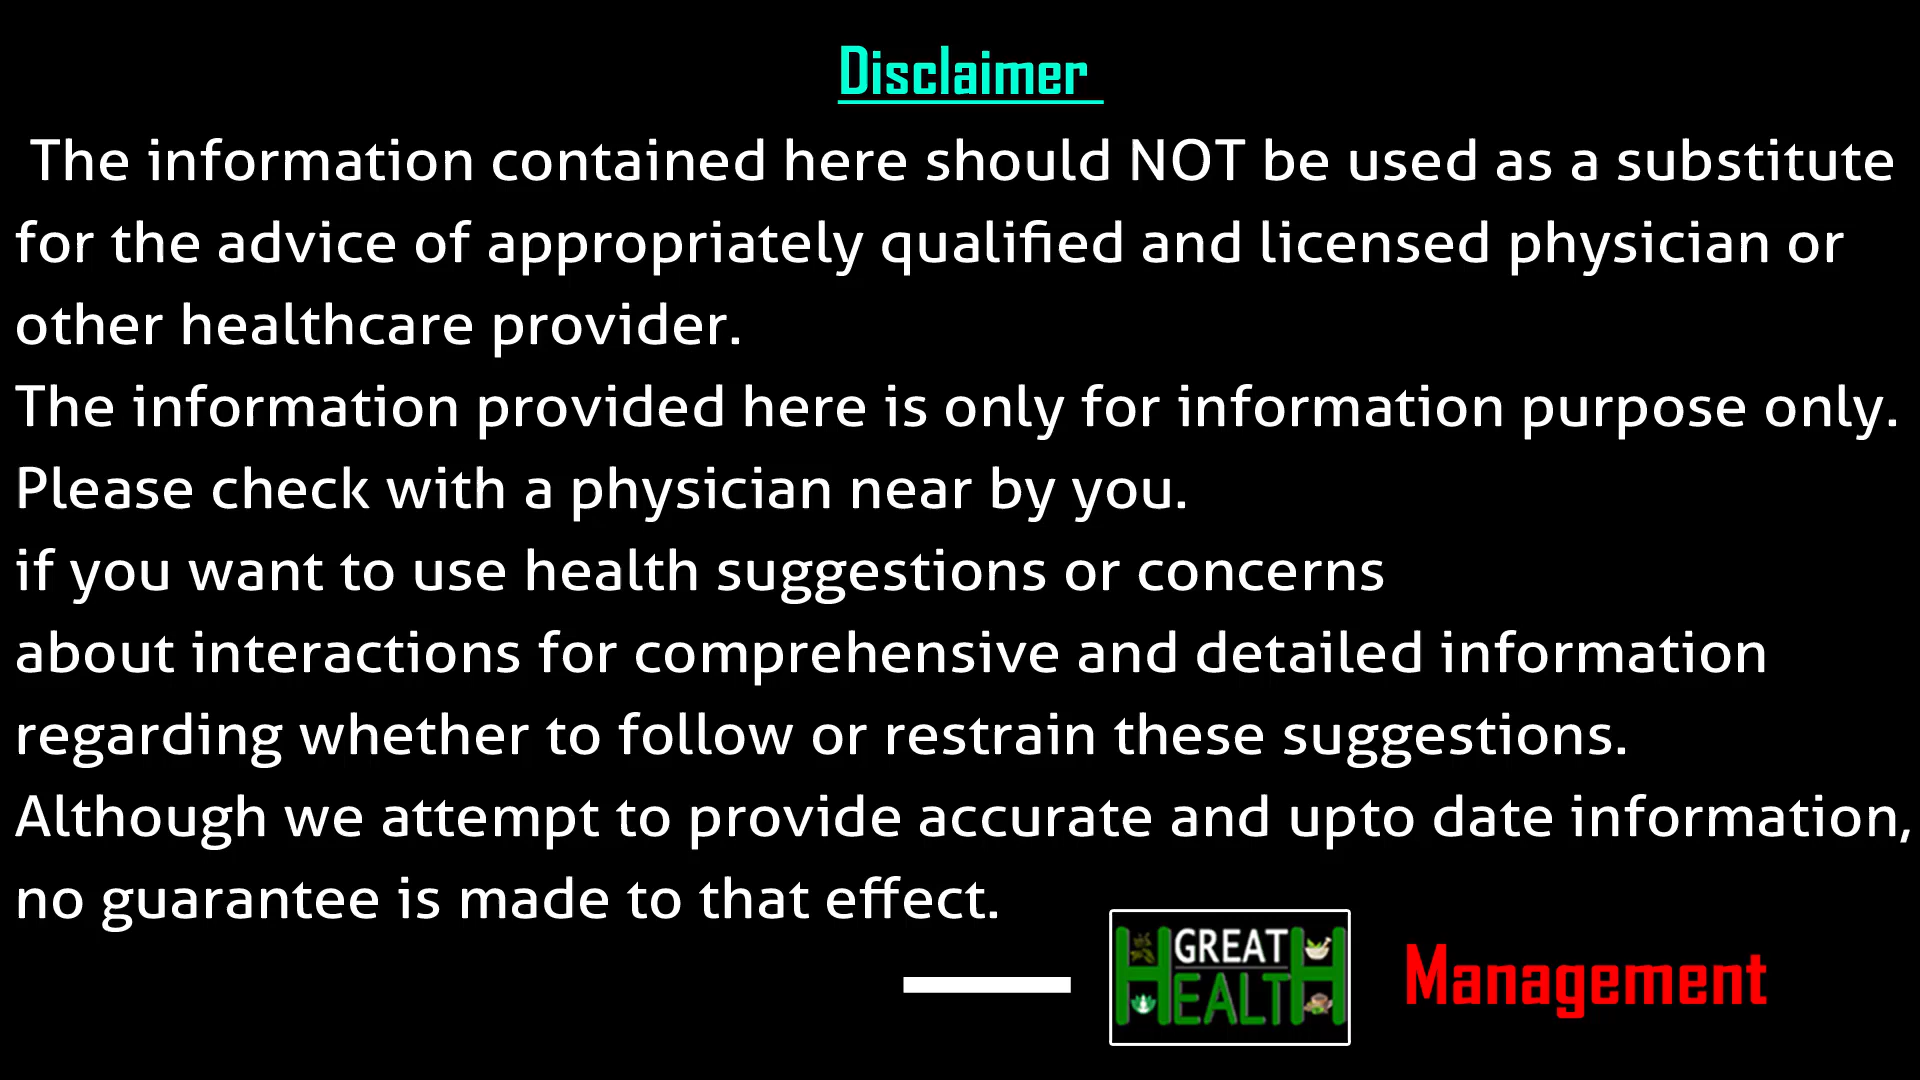 Disclaimer
The information contained here should NOT be used as a substitute
for the advice of appropriately qualified and licensed physician or
other healthcare provider.
The information provided here is only for information purpose only.
Please check with a physician near by you.
if you want to use health suggestions or concerns
about interactions for comprehensive and detailed information
regarding whether to follow or restrain these suggestions.
Although we attempt to provide accurate and upto date information,
no guarantee is made to that effect.
GREAT
HEALTH
Management